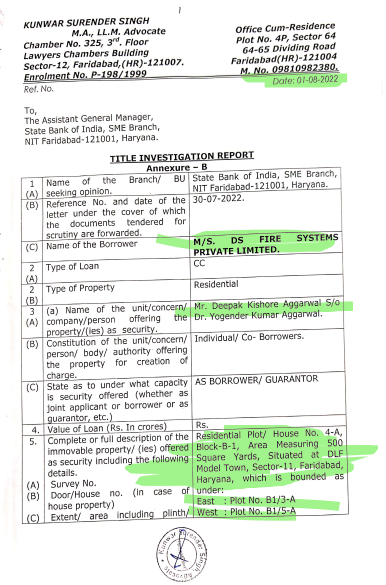 1
KUNWAR SURENDER SINGH
M.A., LL.M. Advocate
Chamber No. 325, 3rd. Floor
Lawyers Chambers Building
Sector-12, Faridabad,(HR)-121007.
Enrolment No. P-198/1999
Office Cum-Residence
Plot No. 4P, Sector 64
64-65 Dividing Road
Faridabad(HR)-121004
M. No. 09810982380.
Ref. No.
Date: 01-08-2022
To,
The Assistant General Manager,
State Bank of India, SME Branch,
NIT Faridabad-121001, Haryana.
TITLE INVESTIGATION REPORT
Annexure – B
1 (A) Name of the Branch/ BU seeking opinion.
State Bank of India, SME Branch, NIT Faridabad-121001, Haryana.
(B) Reference No. and date of the letter under the cover of which the documents tendered for scrutiny are forwarded.
30-07-2022.
(C) Name of the Borrower
M/S. DS FIRE SYSTEMS PRIVATE LIMITED.
2 (A) Type of Loan
CC
2 (B) Type of Property
Residential
3 (A) (a) Name of the unit/concern/ company/person offering the property/(ies) as security.
Mr. Deepak Kishore Aggarwal S/o Dr. Yogender Kumar Aggarwal.
(B) Constitution of the unit/concern/ person/ body/ authority offering the property for creation of charge.
Individual/ Co- Borrowers.
(C) State as to under what capacity is security offered (whether as joint applicant or borrower or as guarantor, etc.)
AS BORROWER/ GUARANTOR
4. Value of Loan (Rs. In crores)
Rs.
5. Complete or full description of the immovable property/ (ies) offered as security including the following details.
(A) Survey No.
(B) Door/House no. (in case of house property)
(C) Extent/ area including plinth/
Residential Plot/ House No. 4-A,
Block-B-1, Area Measuring 500
Square Yards, Situated at DLF
Model Town, Sector-11, Faridabad,
Haryana, which is bounded as
under:
East : Plot No. B1/3-A
West : Plot No. B1/5-A
Kunwar Surender Singh
Advocate